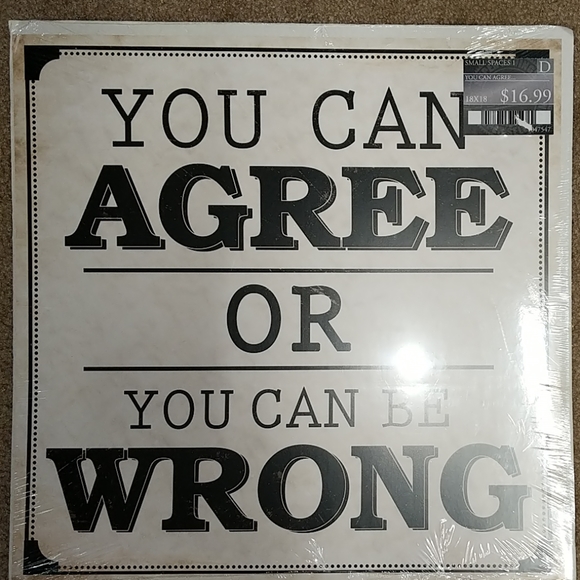 SMALL SPACES
D
YOU CAN AGREE...
18X18 $16.99
YOU CAN
AGREE
OR
YOU CAN BE
WRONG